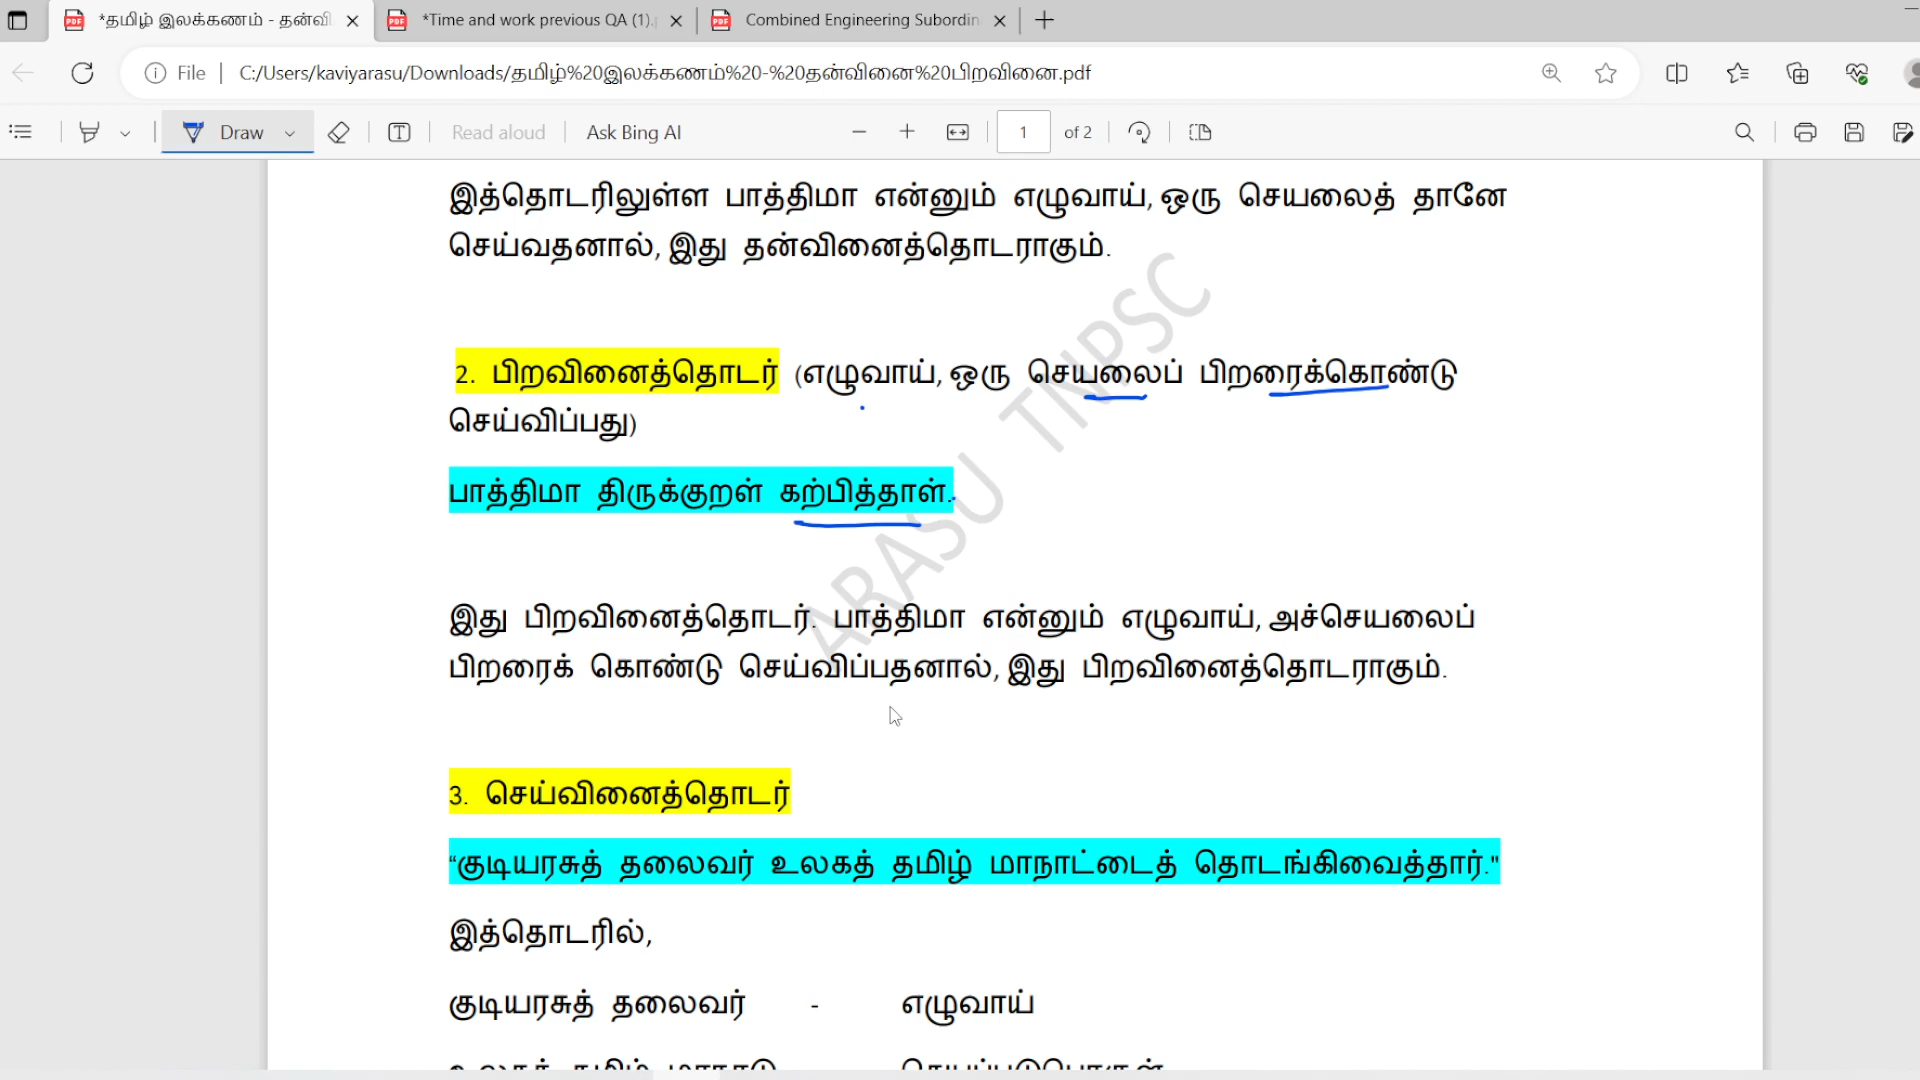 *தமிழ் இலக்கணம் - தன்வி
*Time and work previous QA (1).
Combined Engineering Subordin
File
C:/Users/kaviyarasu/Downloads/தமிழ்%20இலக்கணம்%20-%20தன்வினை%20பிறவினை.pdf
Draw
Read aloud
Ask Bing AI
1
of 2
இத்தொடரிலுள்ள பாத்திமா என்னும் எழுவாய், ஒரு செயலைத் தானே
செய்வதனால், இது தன்வினைத்தொடராகும்.
2. பிறவினைத்தொடர் (எழுவாய், ஒரு செயலைப் பிறரைக்கொண்டு
செய்விப்பது)
பாத்திமா திருக்குறள் கற்பித்தாள்.
இது பிறவினைத்தொடர். பாத்திமா என்னும் எழுவாய், அச்செயலைப்
பிறரைக் கொண்டு செய்விப்பதனால், இது பிறவினைத்தொடராகும்.
ARASU TNPSC
3. செய்வினைத்தொடர்
“குடியரசுத் தலைவர் உலகத் தமிழ் மாநாட்டைத் தொடங்கிவைத்தார்."
இத்தொடரில்,
குடியரசுத் தலைவர் - எழுவாய்